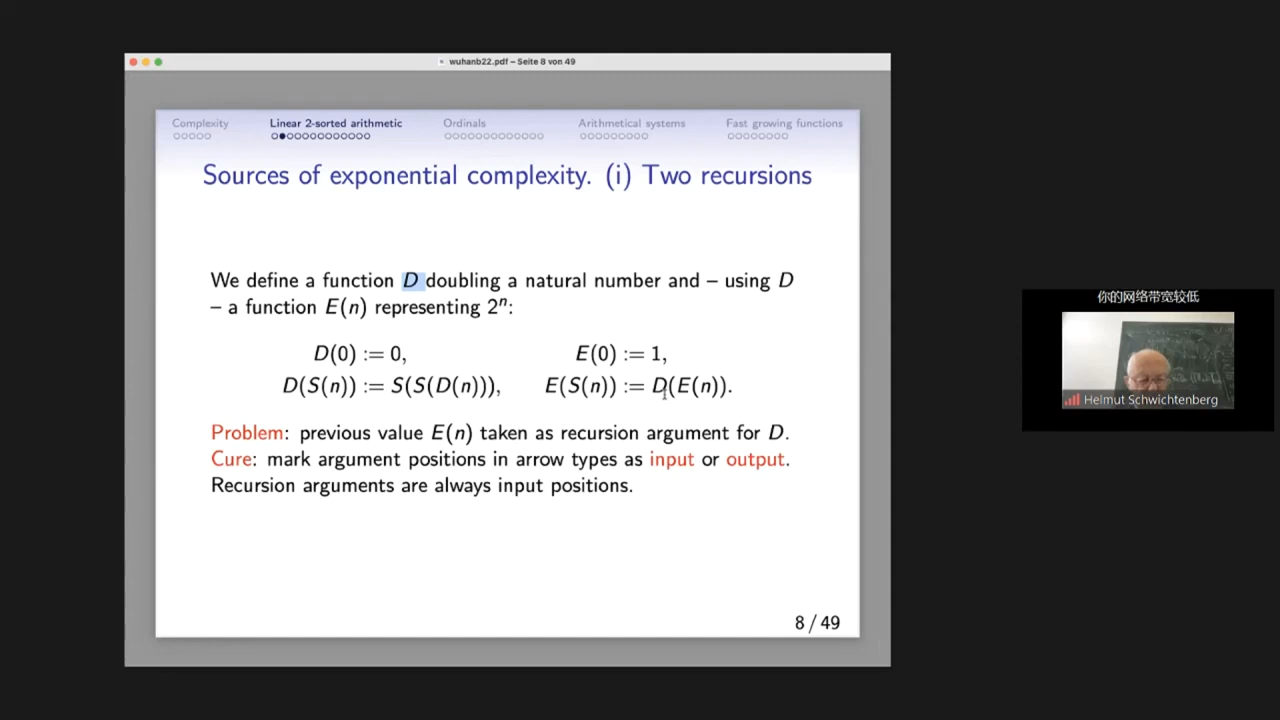 wuhanb22.pdf – Seite 8 von 49
Complexity Linear 2-sorted arithmetic Ordinals Arithmetical systems Fast growing functions
Sources of exponential complexity. (i) Two recursions
We define a function D doubling a natural number and – using D
– a function E(n) representing 2ⁿ:
D(0) := 0, E(0) := 1,
D(S(n)) := S(S(D(n))), E(S(n)) := D(E(n)).
Problem: previous value E(n) taken as recursion argument for D.
Cure: mark argument positions in arrow types as input or output.
Recursion arguments are always input positions.
8 / 49
你的网络带宽较低
Helmut Schwichtenberg